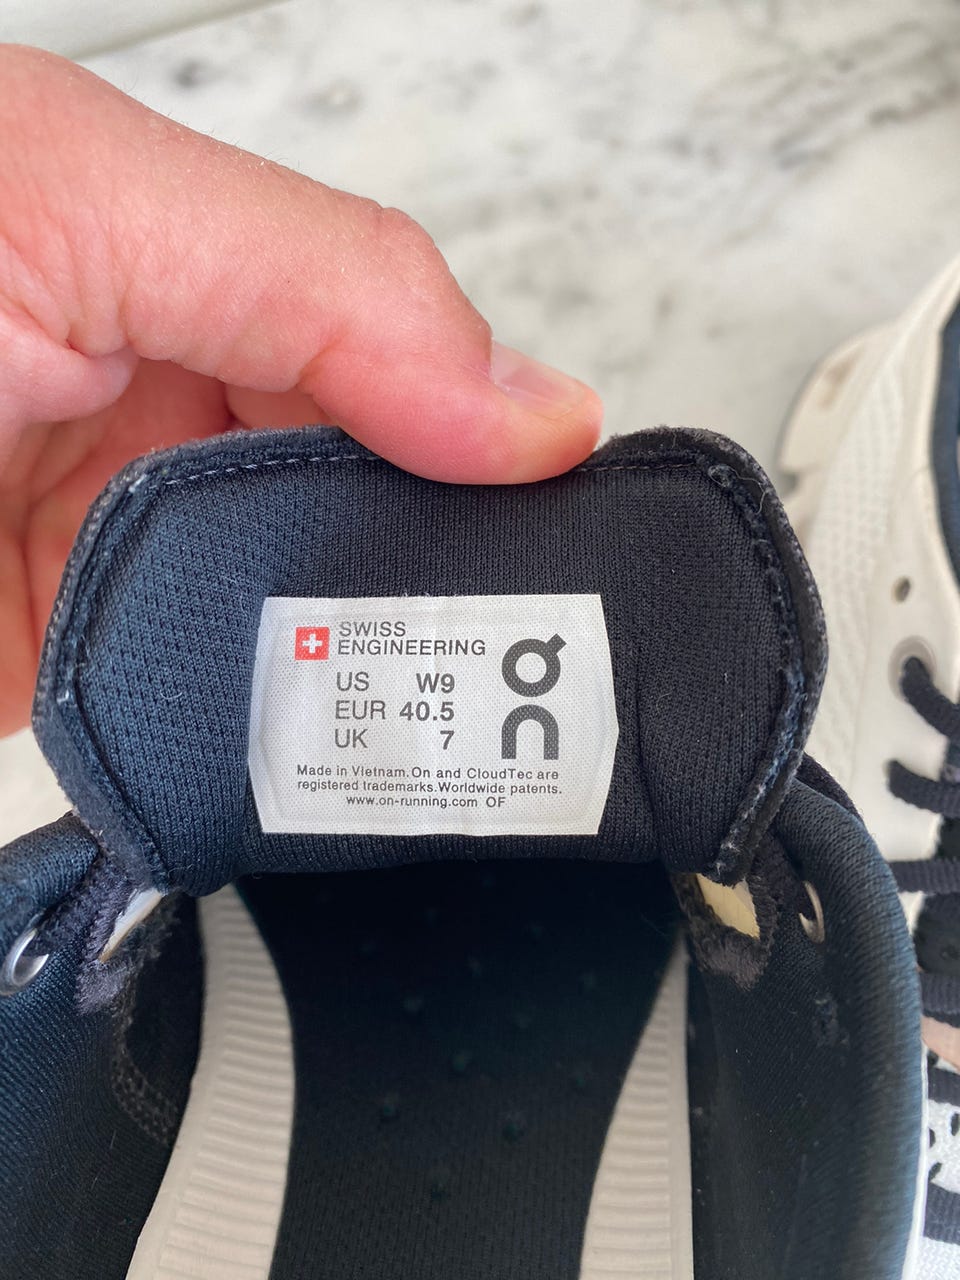 SWISS
ENGINEERING
US W9
EUR 40.5
UK 7
on
Made in Vietnam.On and CloudTec are
registered trademarks.Worldwide patents.
www.on-running.com OF